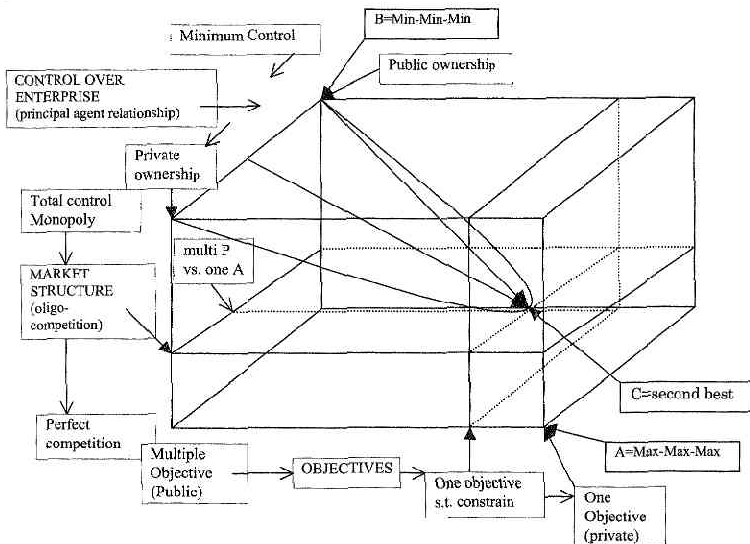 B=Min-Min-Min
Minimum Control
Public ownership
CONTROL OVER
ENTERPRISE
(principal agent relationship)
Private
ownership
Total control
Monopoly
multi P
vs. one A
MARKET
STRUCTURE
(oligo-
competition)
C=second best
Perfect
competition
A=Max-Max-Max
Multiple
Objective
(Public)
OBJECTIVES
One objective
s.t. constrain
One
Objective
(private)